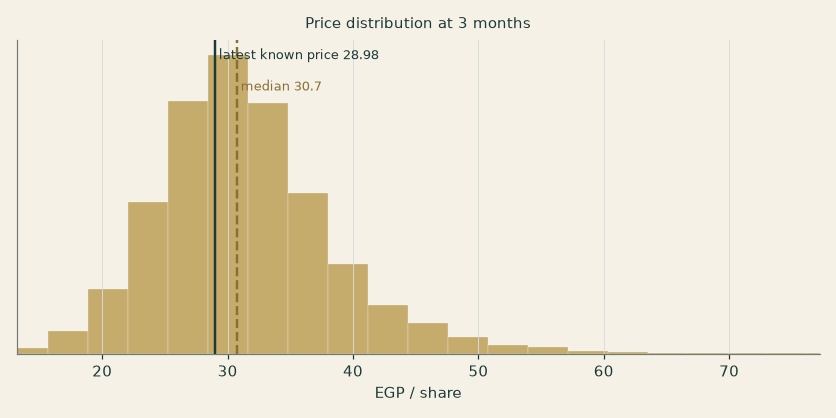 Price distribution at 3 months
latest known price 28.98
median 30.7
20 30 40 50 60 70
EGP / share